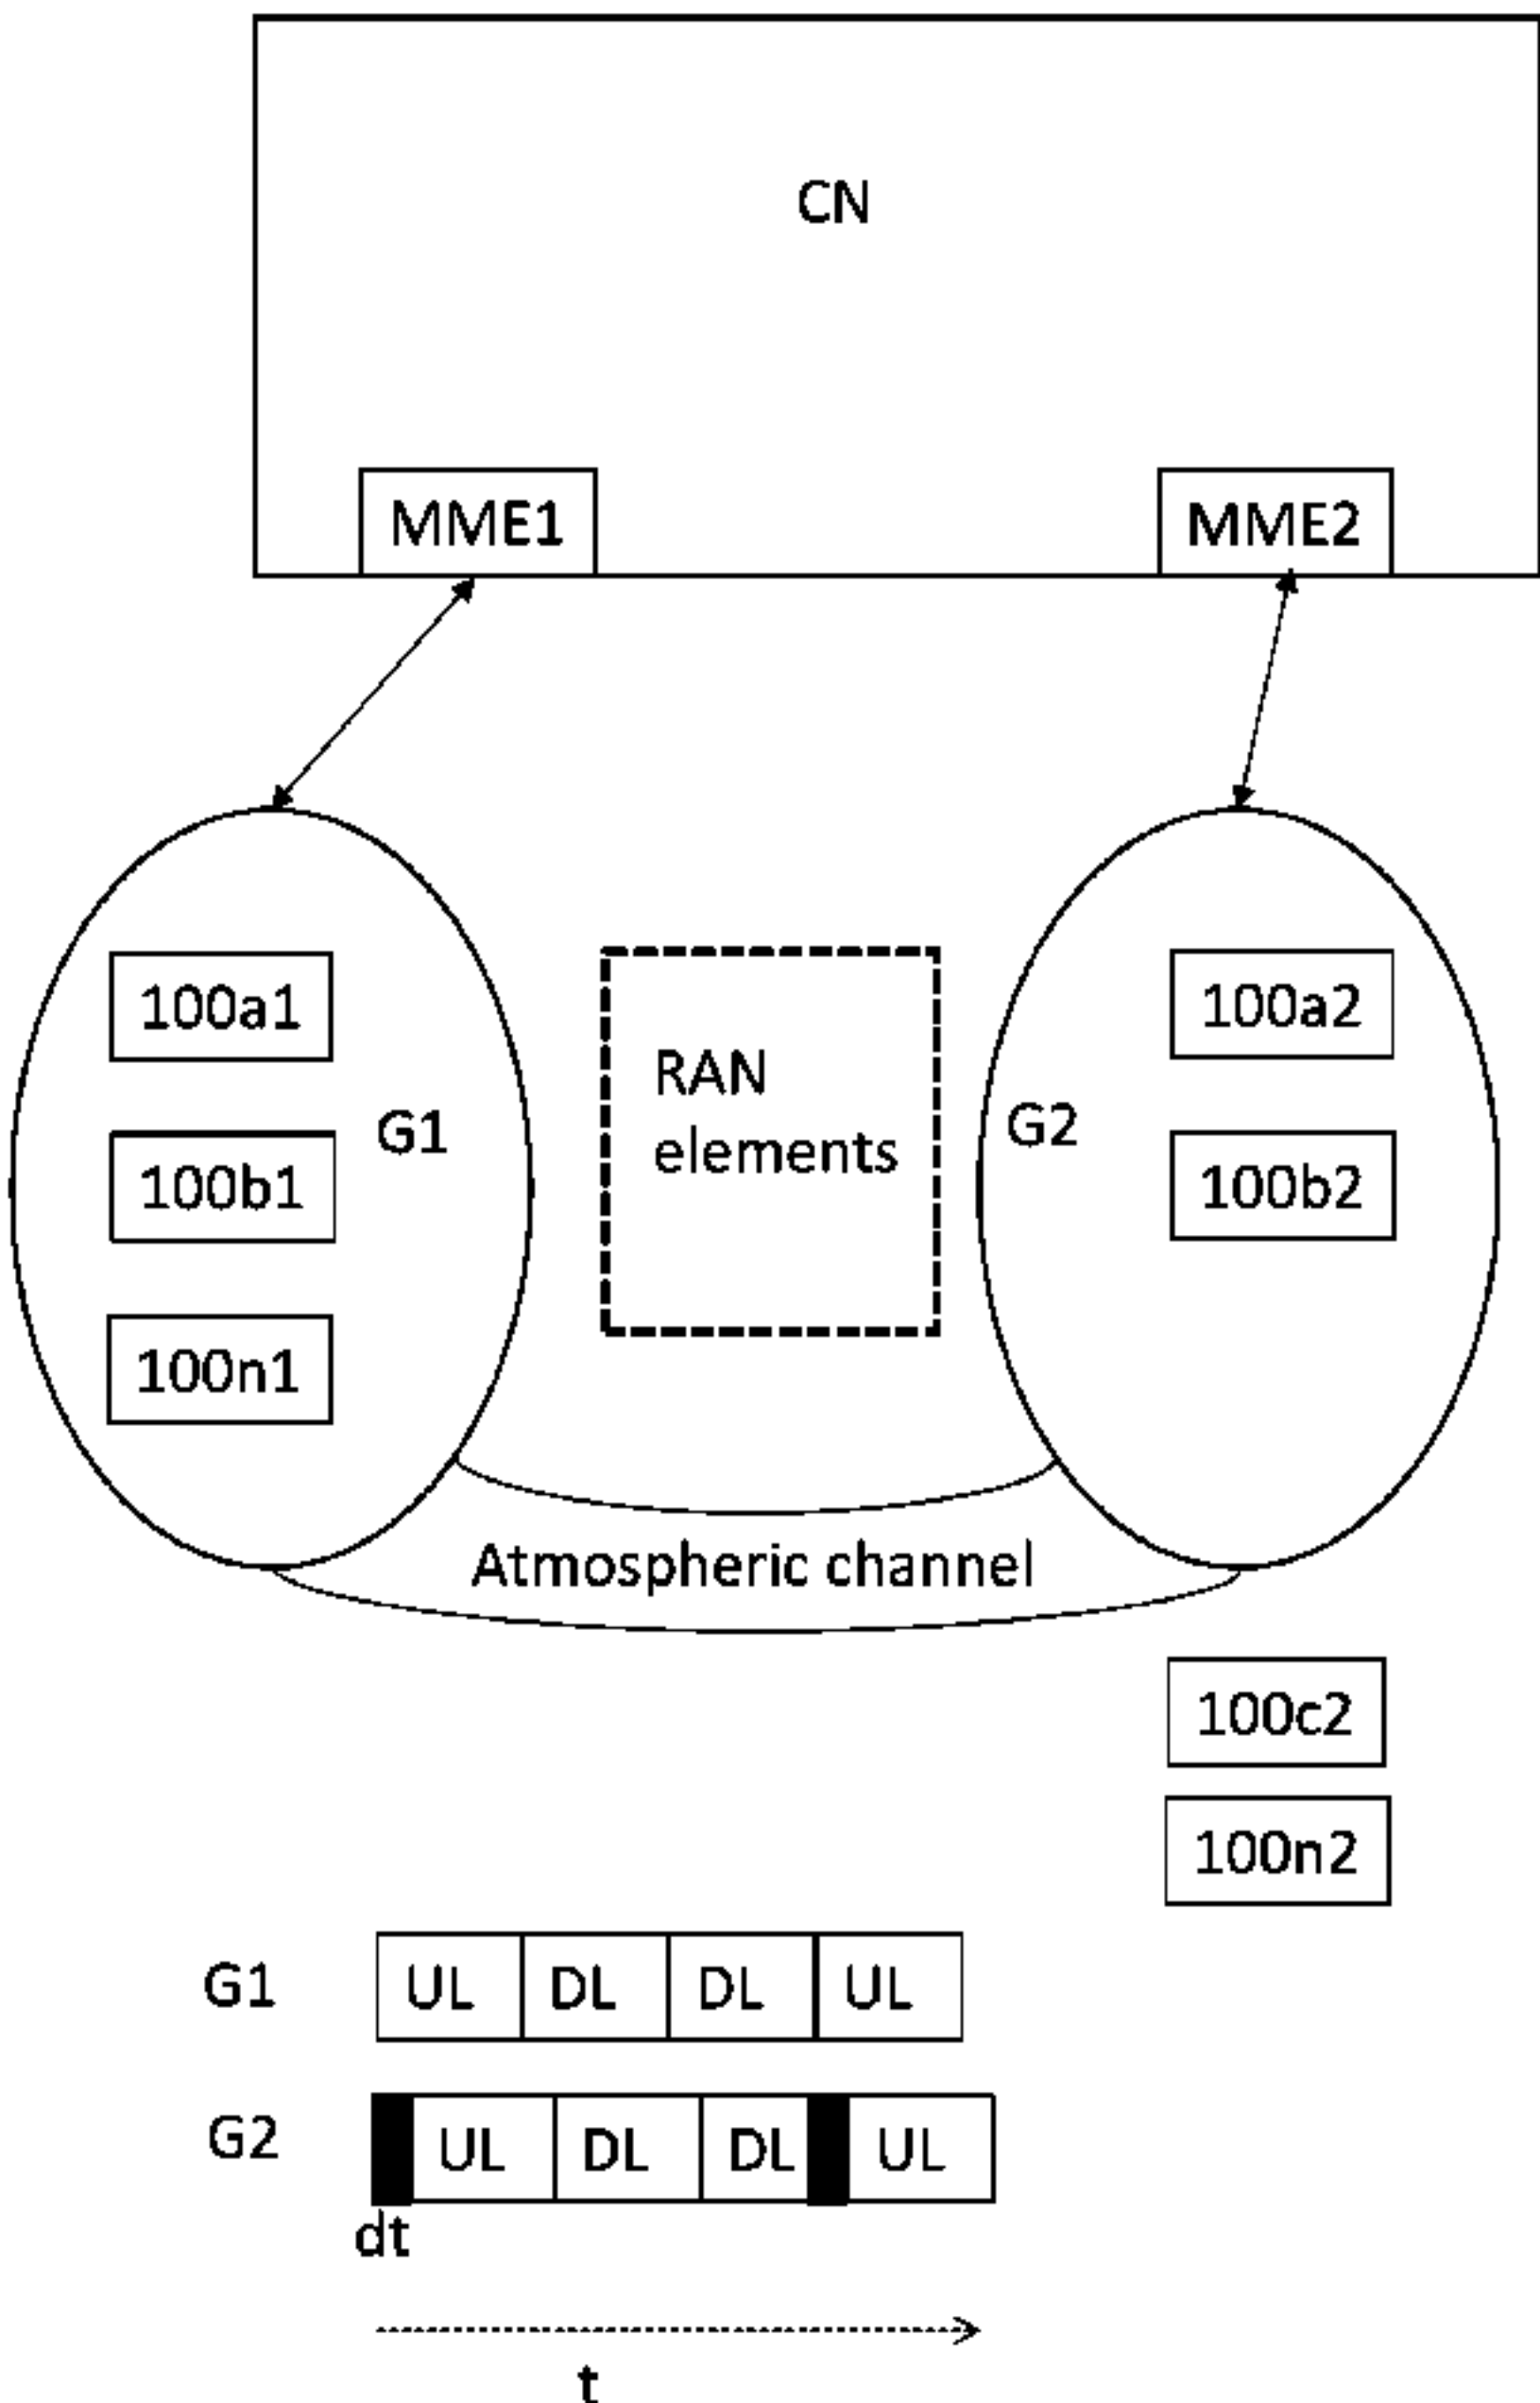 CN
MME1
MME2
100a1
100b1
100n1
G1
RAN
elements
G2
100a2
100b2
Atmospheric channel
100c2
100n2
G1
UL
DL
DL
UL
G2
UL
DL
DL
UL
dt
t